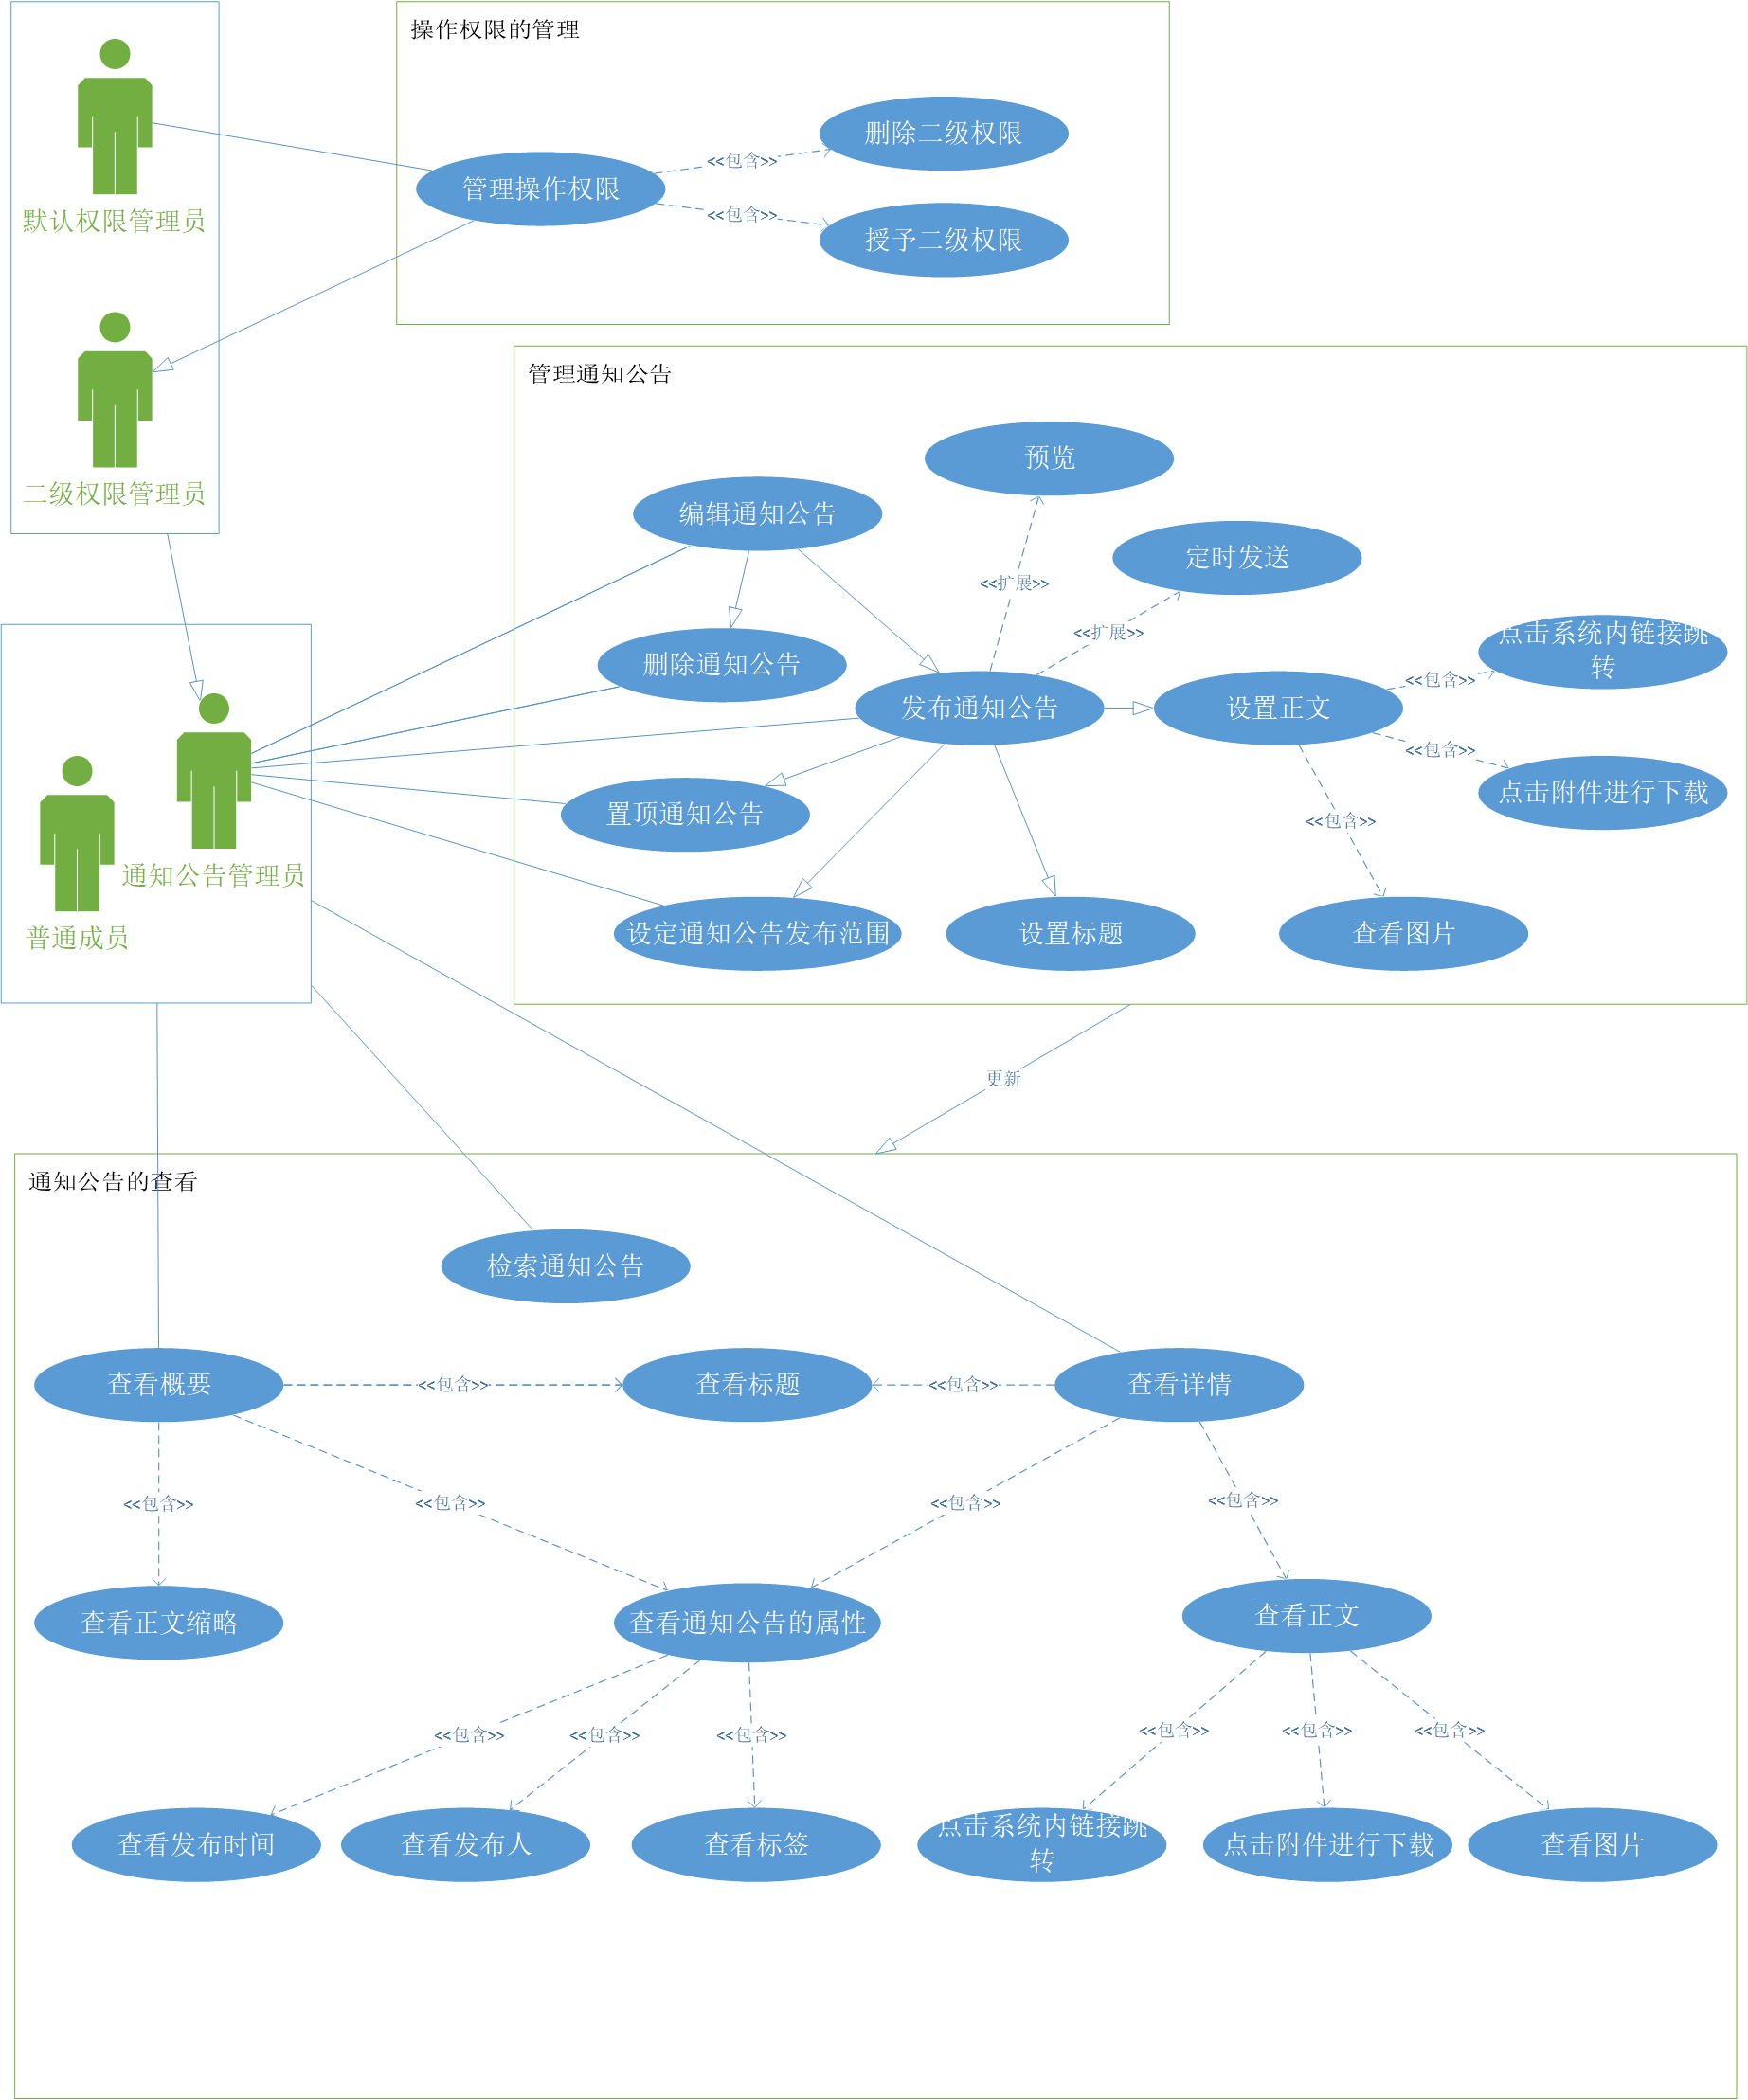 操作权限的管理
默认权限管理员
管理操作权限
<<包含>>
删除二级权限
<<包含>>
授予二级权限
二级权限管理员
管理通知公告
预览
编辑通知公告
定时发送
<<扩展>>
<<扩展>>
删除通知公告
发布通知公告
设置正文
<<包含>>
点击系统内链接跳
转
<<包含>>
点击附件进行下载
置顶通知公告
<<包含>>
通知公告管理员
普通成员
设定通知公告发布范围
设置标题
查看图片
更新
通知公告的查看
检索通知公告
查看概要
<<包含>>
查看标题
<<包含>>
查看详情
<<包含>>
<<包含>>
<<包含>>
<<包含>>
查看正文缩略
查看通知公告的属性
查看正文
<<包含>>
<<包含>>
<<包含>>
<<包含>>
<<包含>>
<<包含>>
查看发布时间
查看发布人
查看标签
点击系统内链接跳
转
点击附件进行下载
查看图片